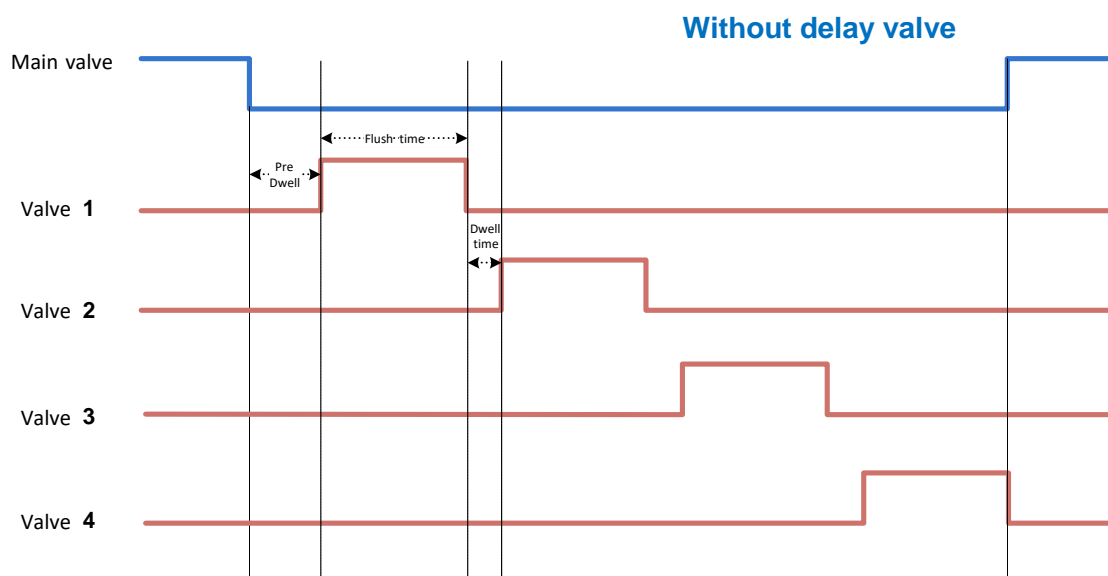 Without delay valve
Main valve
Flush time
Pre
Dwell
Valve 1
Dwell
time
Valve 2
Valve 3
Valve 4